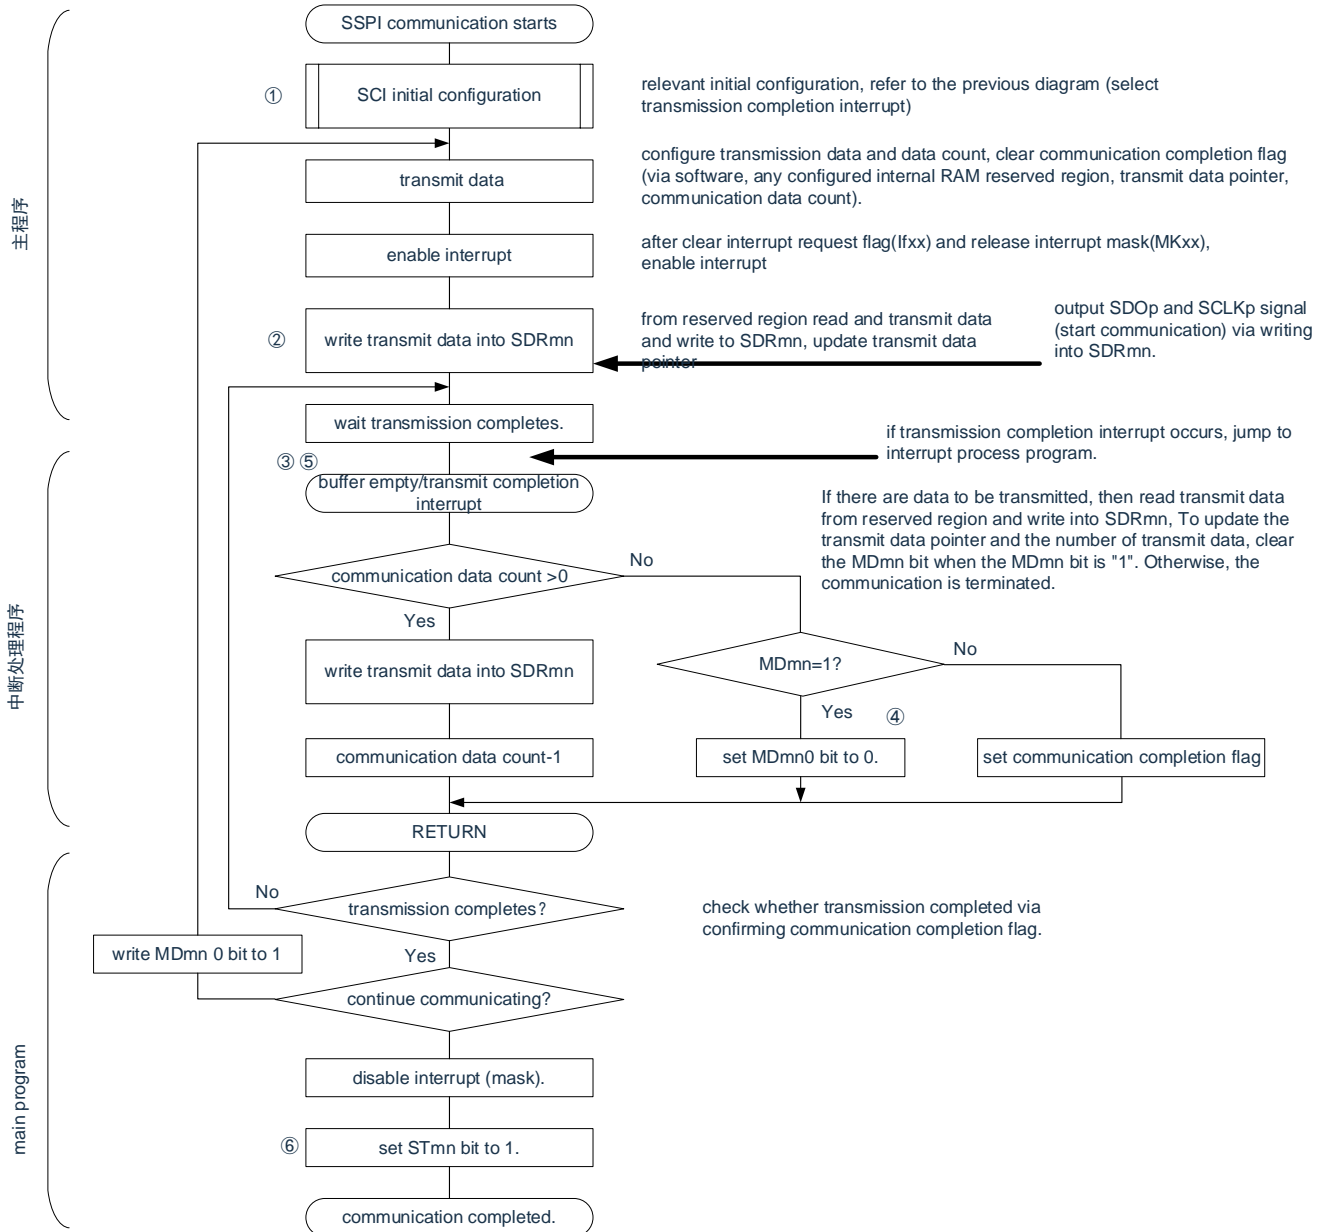 SSPI communication starts
①
SCI initial configuration
relevant initial configuration, refer to the previous diagram (select
transmission completion interrupt)
transmit data
configure transmission data and data count, clear communication completion flag
(via software, any configured internal RAM reserved region, transmit data pointer,
communication data count).
主程序
enable interrupt
after clear interrupt request flag(Ifxx) and release interrupt mask(MKxx),
enable interrupt
②
write transmit data into SDRmn
from reserved region read and transmit data
and write to SDRmn, update transmit data
pointer
output SDOp and SCLKp signal
(start communication) via writing
into SDRmn.
wait transmission completes.
if transmission completion interrupt occurs, jump to
interrupt process program.
③ ⑤
buffer empty/transmit completion
interrupt
If there are data to be transmitted, then read transmit data
from reserved region and write into SDRmn, To update the
transmit data pointer and the number of transmit data, clear
the MDmn bit when the MDmn bit is "1". Otherwise, the
communication is terminated.
communication data count >0
No
Yes
中断处理程序
write transmit data into SDRmn
MDmn=1?
No
Yes
④
communication data count-1
set MDmn0 bit to 0.
set communication completion flag
RETURN
No
transmission completes?
check whether transmission completed via
confirming communication completion flag.
write MDmn 0 bit to 1
Yes
continue communicating?
main program
disable interrupt (mask).
⑥
set STmn bit to 1.
communication completed.